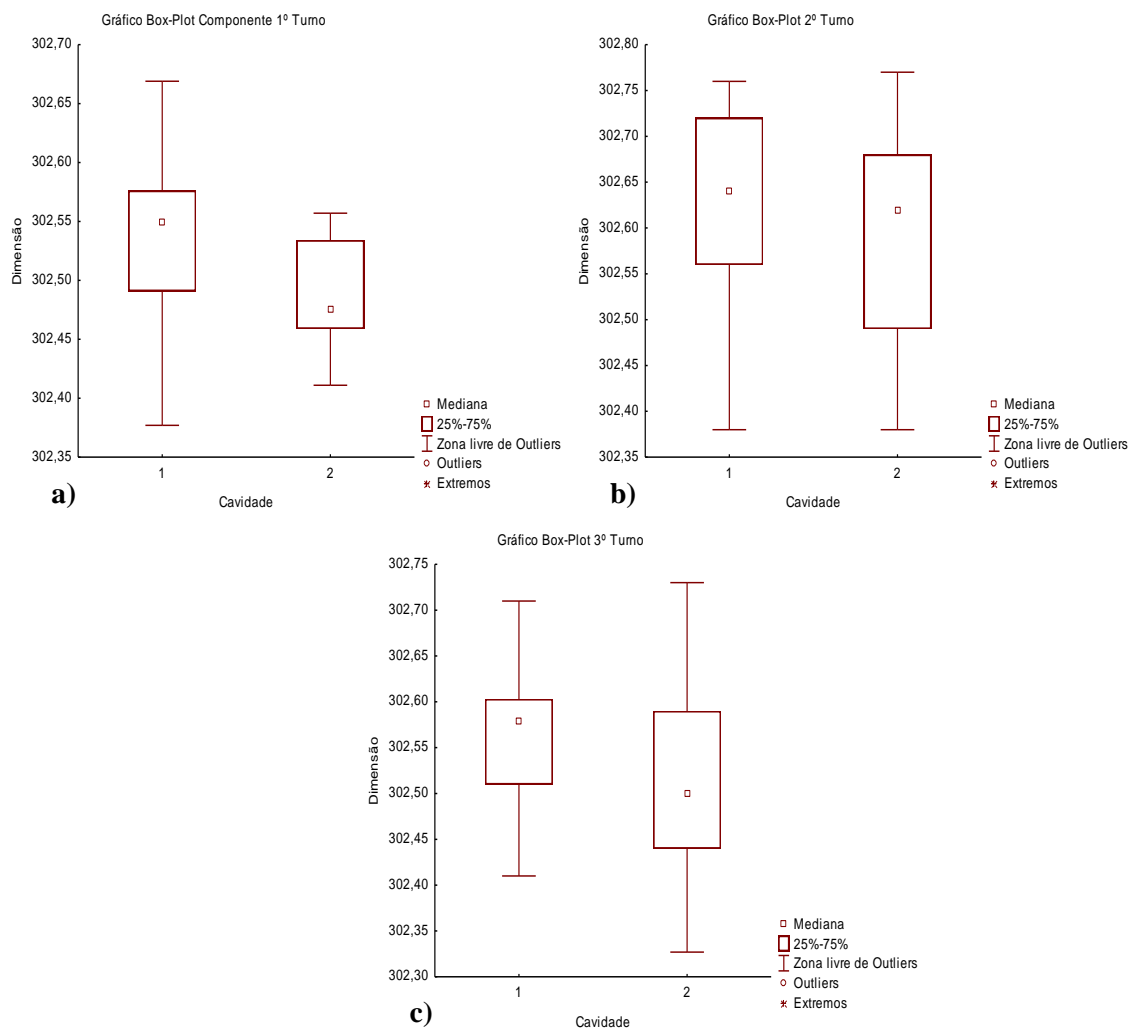 Gráfico Box-Plot Componente 1º Turno
302,70
302,65
302,60
302,55
302,50
302,45
302,40
302,35
Dimensão
1
2
Cavidade
Mediana
25%-75%
Zona livre de Outliers
Outliers
Extremos
a)
Gráfico Box-Plot 2º Turno
302,80
302,75
302,70
302,65
302,60
302,55
302,50
302,45
302,40
302,35
Dimensão
1
2
Cavidade
Mediana
25%-75%
Zona livre de Outliers
Outliers
Extremos
b)
Gráfico Box-Plot 3º Turno
302,75
302,70
302,65
302,60
302,55
302,50
302,45
302,40
302,35
302,30
Dimensão
1
2
Cavidade
Mediana
25%-75%
Zona livre de Outliers
Outliers
Extremos
c)